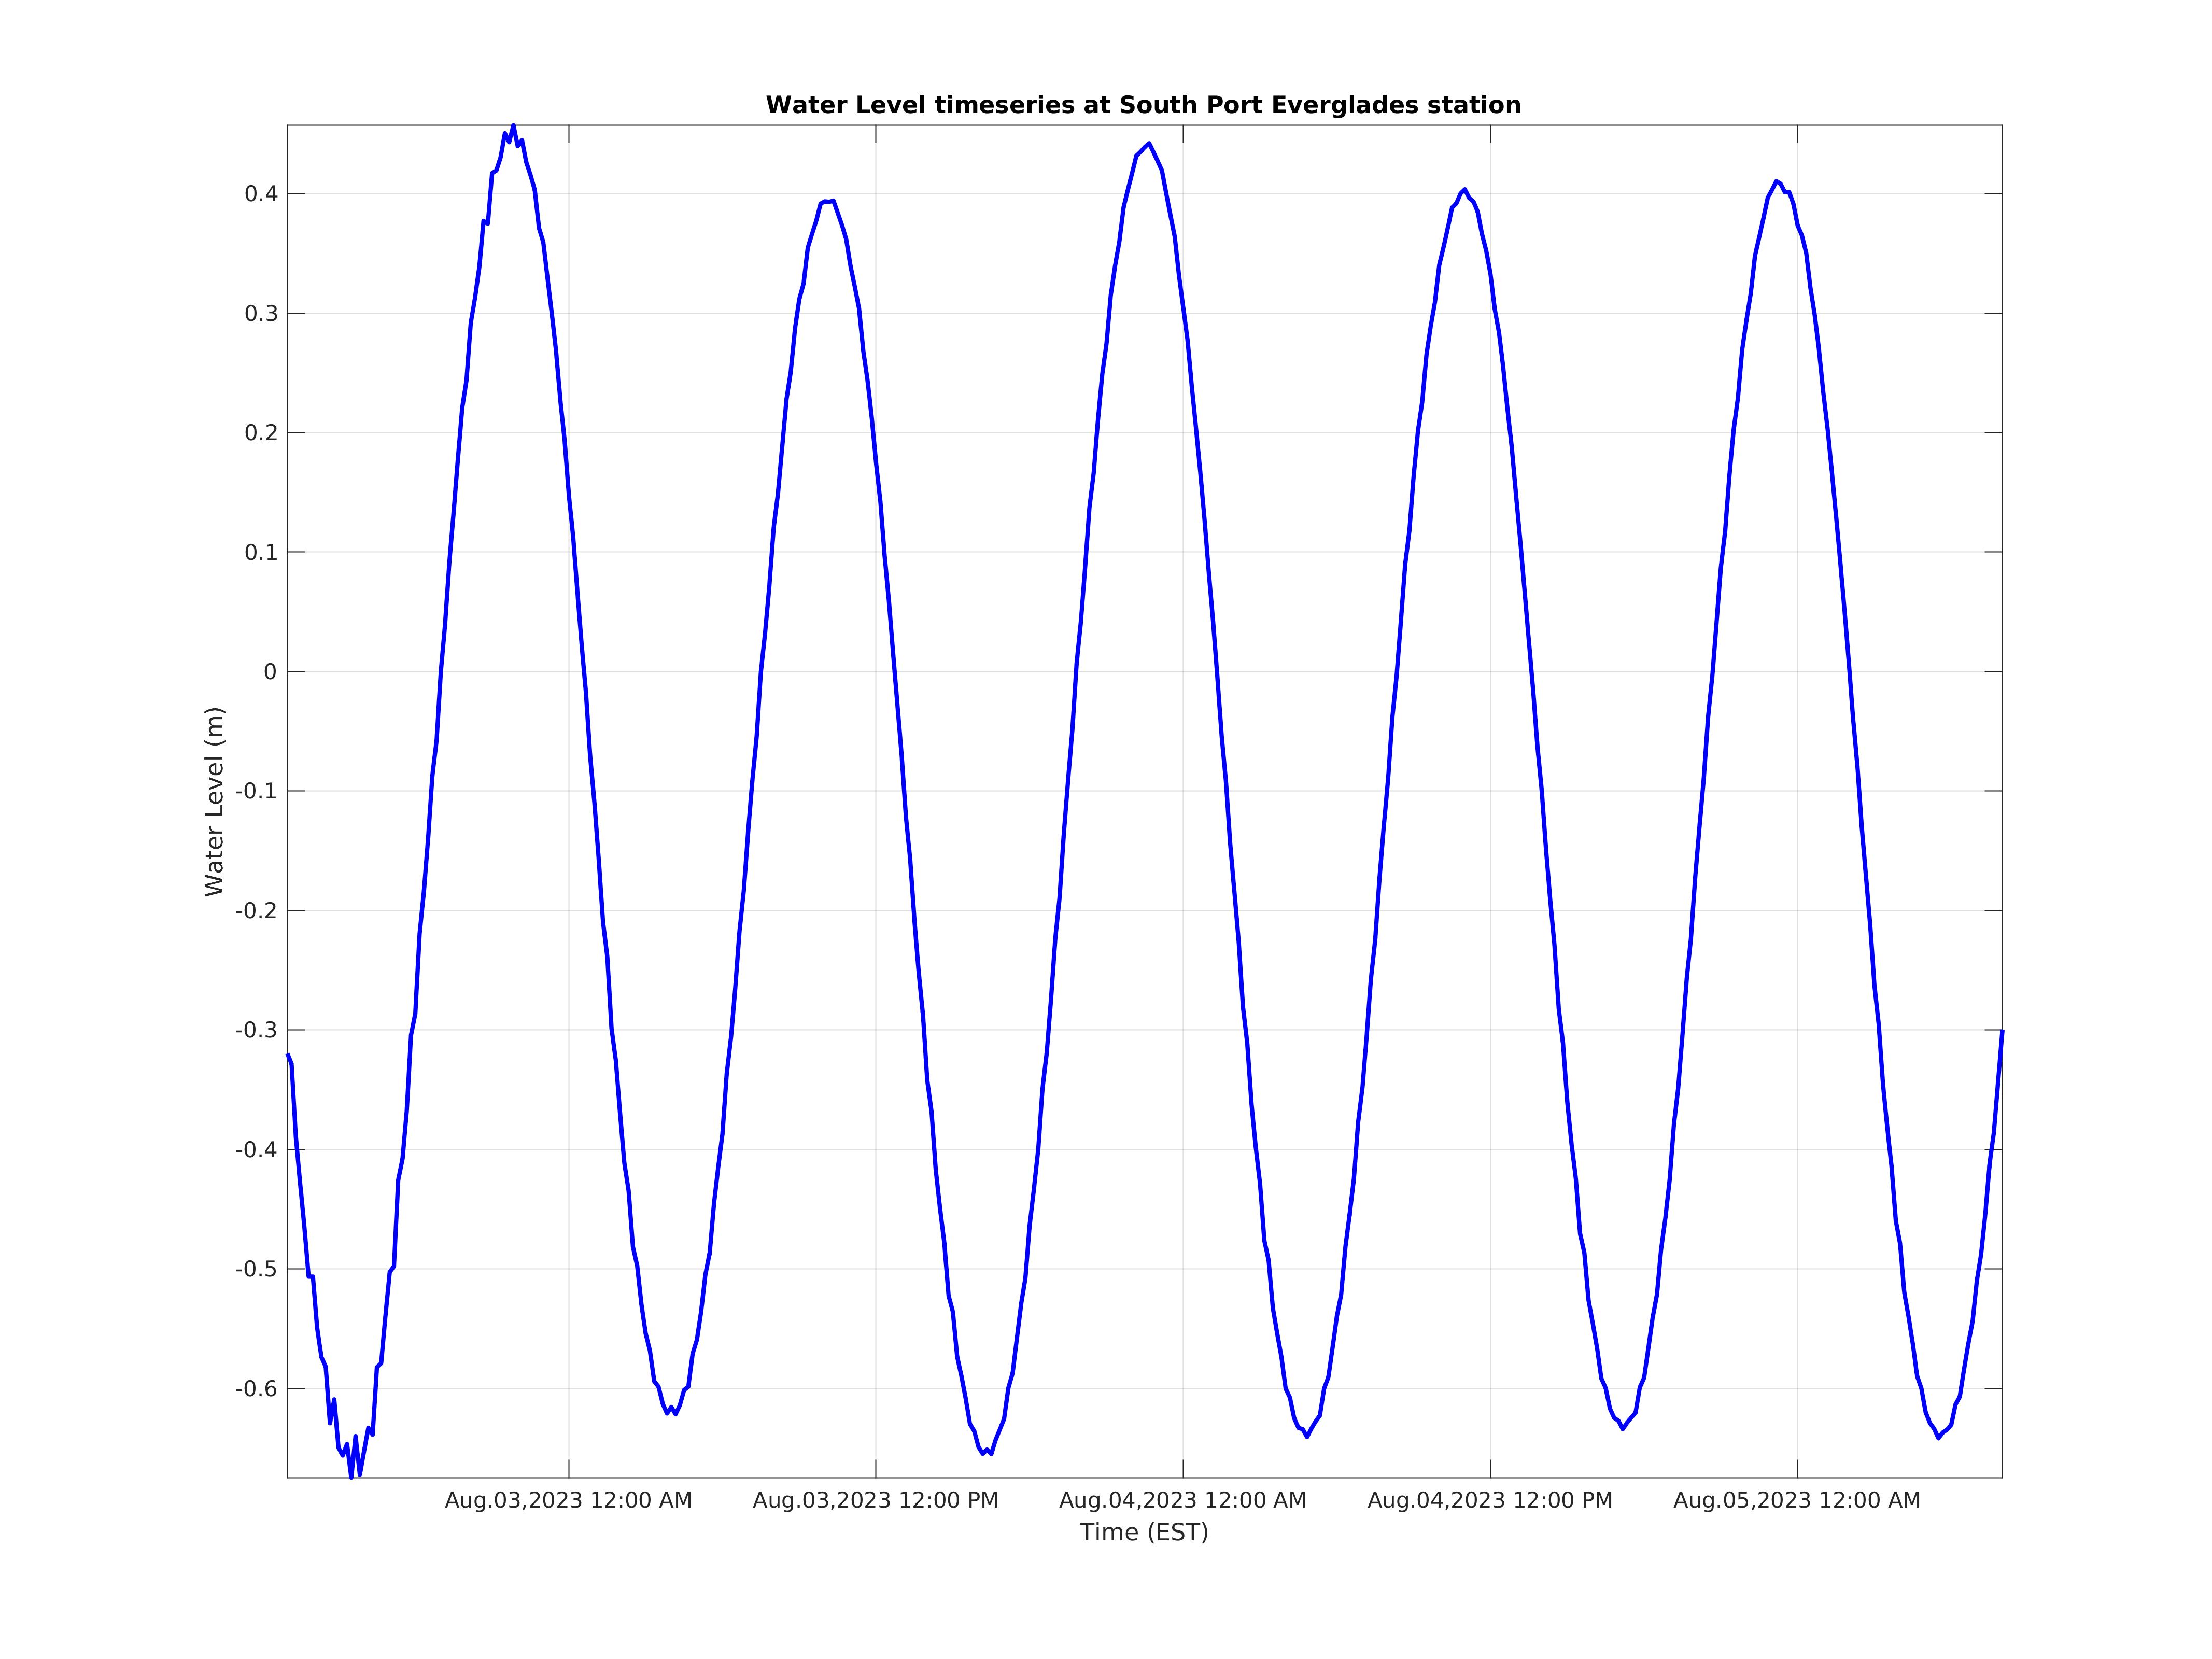 Water Level timeseries at South Port Everglades station
0.4
0.3
0.2
0.1
0
-0.1
-0.2
-0.3
-0.4
-0.5
-0.6
Water Level (m)
Aug.03,2023 12:00 AM
Aug.03,2023 12:00 PM
Aug.04,2023 12:00 AM
Aug.04,2023 12:00 PM
Aug.05,2023 12:00 AM
Time (EST)